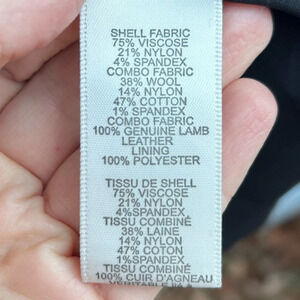 SHELL FABRIC
75% VISCOSE
21% NYLON
4% SPANDEX
COMBO FABRIC
38% WOOL
14% NYLON
47% COTTON
1% SPANDEX
COMBO FABRIC
100% GENUINE LAMB
LEATHER
LINING
100% POLYESTER
TISSU DE SHELL
75% VISCOSE
21% NYLON
4%SPANDEX
TISSU COMBINÉ
38% LAINE
14% NYLON
47% COTON
1%SPANDEX
TISSU COMBINÉ
100% CUIR D'AGNEAU
VERITABLE